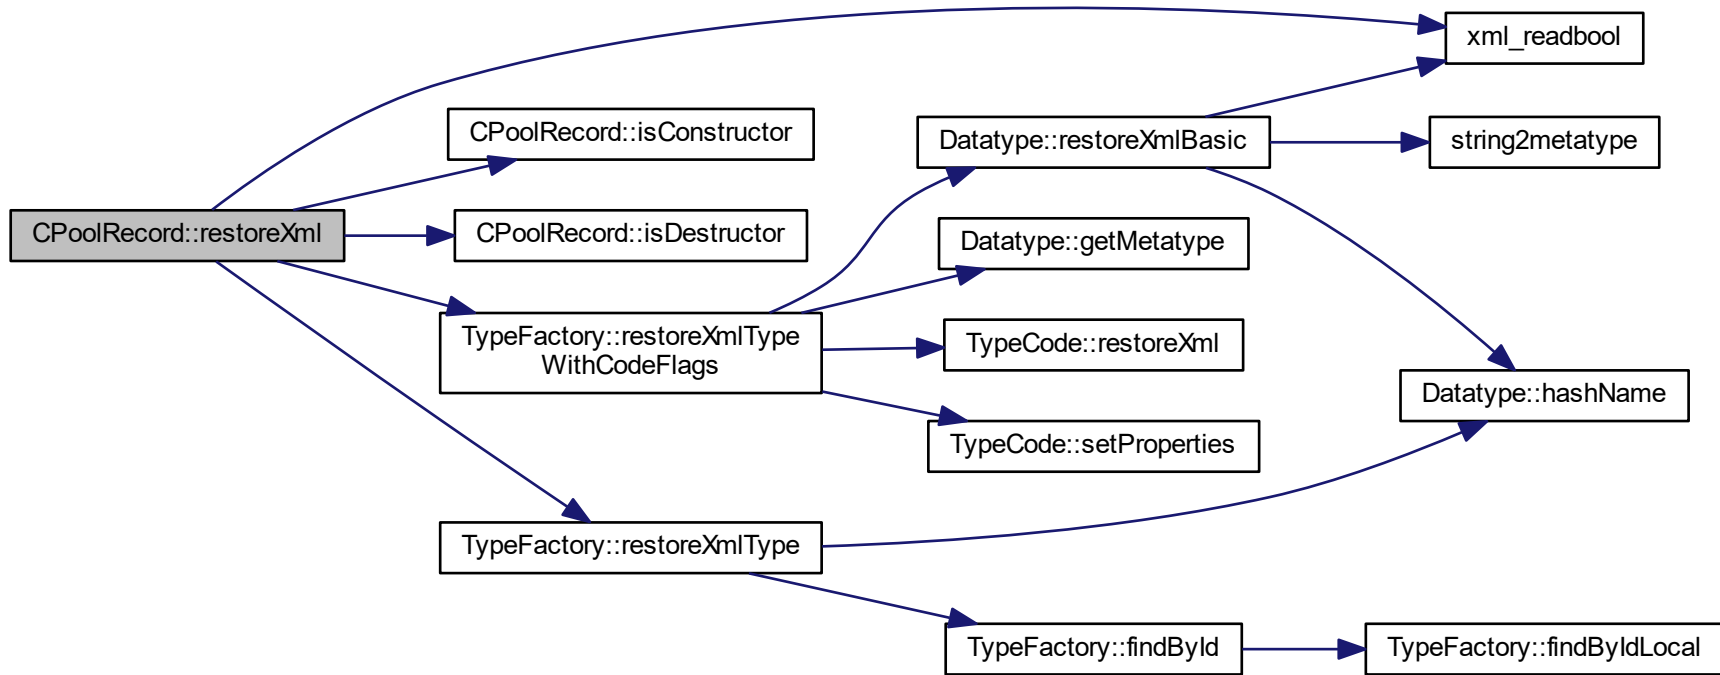 xml_readbool
CPoolRecord::isConstructor
Datatype::restoreXmlBasic
string2metatype
CPoolRecord::restoreXml
CPoolRecord::isDestructor
Datatype::getMetatype
TypeFactory::restoreXmlType
WithCodeFlags
TypeCode::restoreXml
Datatype::hashName
TypeCode::setProperties
TypeFactory::restoreXmlType
TypeFactory::findById
TypeFactory::findByIdLocal